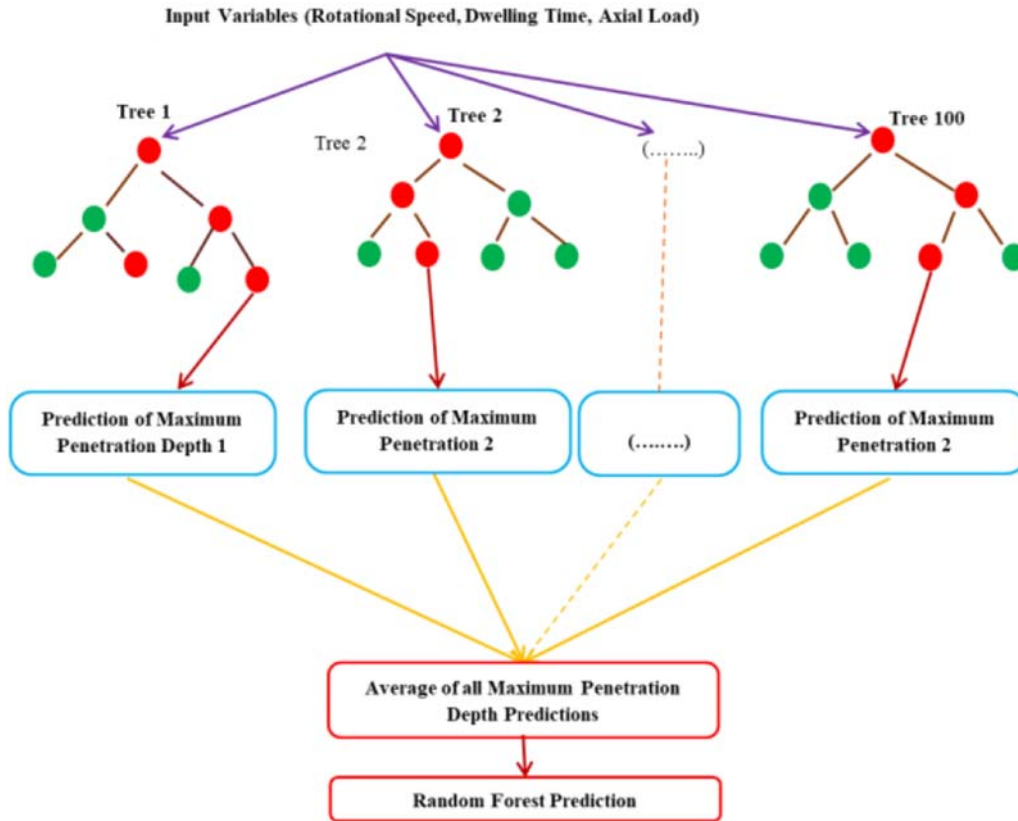 Input Variables (Rotational Speed, Dwelling Time, Axial Load)
Tree 1
Tree 2
Tree 2
(……..)
Tree 100
Prediction of Maximum
Penetration Depth 1
Prediction of Maximum
Penetration 2
(…….)
Prediction of Maximum
Penetration 2
Average of all Maximum Penetration
Depth Predictions
Random Forest Prediction